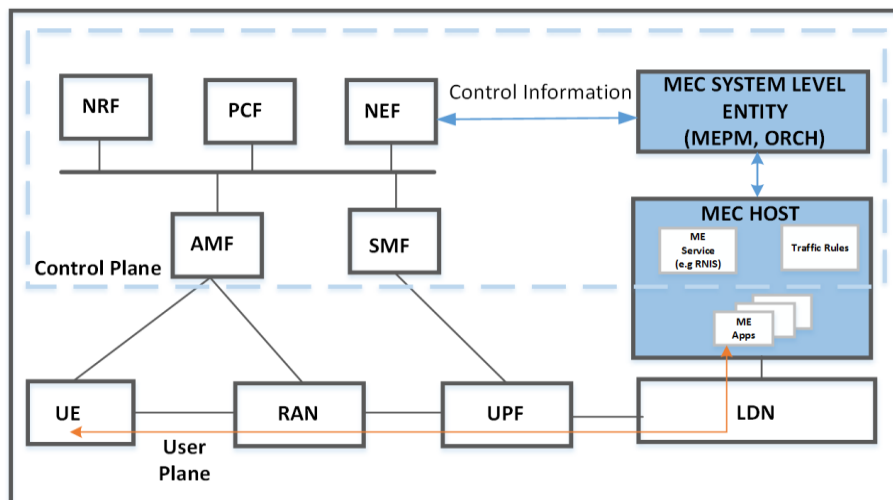 NRF
PCF
NEF
Control Information
MEC SYSTEM LEVEL
ENTITY
(MEPM, ORCH)
MEC HOST
ME
Service
(e.g RNIS)
Traffic Rules
AMF
SMF
Control Plane
ME
Apps
UE
RAN
UPF
LDN
User
Plane